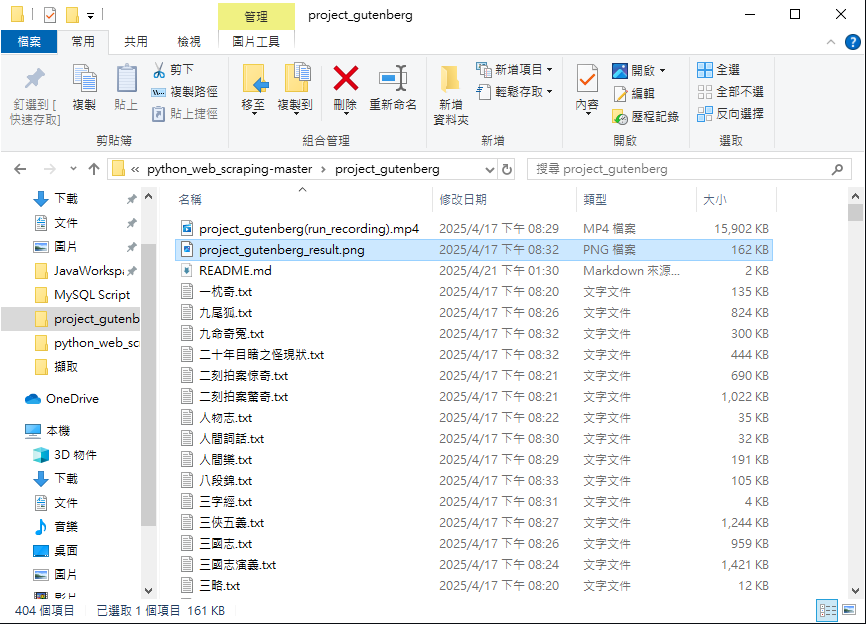 管理
project_gutenberg
檔案
常用
共用
檢視
圖片工具
釘選到 [
快速存取]
複製
貼上
剪下
複製路徑
貼上捷徑
剪貼簿
移至
複製到
刪除
重新命名
組合管理
新增
資料夾
新增項目
輕鬆存取
新增
內容
開啟
編輯
歷程記錄
開啟
全選
全部不選
反向選擇
選取
« python_web_scraping-master › project_gutenberg
搜尋 project_gutenberg
下載
文件
圖片
JavaWorkspa
MySQL Script
project_gutenb
python_web_sc
擷取
OneDrive
本機
3D 物件
下載
文件
音樂
桌面
圖片
影片
名稱 修改日期 類型 大小
project_gutenberg(run_recording).mp4 2025/4/17 下午 08:29 MP4 檔案 15,902 KB
project_gutenberg_result.png 2025/4/17 下午 08:32 PNG 檔案 162 KB
README.md 2025/4/21 下午 01:30 Markdown 來源... 2 KB
一枕奇.txt 2025/4/17 下午 08:20 文字文件 135 KB
九尾狐.txt 2025/4/17 下午 08:26 文字文件 824 KB
九命奇冤.txt 2025/4/17 下午 08:32 文字文件 300 KB
二十年目睹之怪現狀.txt 2025/4/17 下午 08:32 文字文件 444 KB
二刻拍案惊奇.txt 2025/4/17 下午 08:21 文字文件 690 KB
二刻拍案驚奇.txt 2025/4/17 下午 08:21 文字文件 1,022 KB
人物志.txt 2025/4/17 下午 08:22 文字文件 35 KB
人間詞話.txt 2025/4/17 下午 08:30 文字文件 32 KB
人間樂.txt 2025/4/17 下午 08:29 文字文件 191 KB
八段錦.txt 2025/4/17 下午 08:33 文字文件 105 KB
三字經.txt 2025/4/17 下午 08:31 文字文件 4 KB
三俠五義.txt 2025/4/17 下午 08:27 文字文件 1,244 KB
三國志.txt 2025/4/17 下午 08:26 文字文件 959 KB
三國志演義.txt 2025/4/17 下午 08:24 文字文件 1,421 KB
三略.txt 2025/4/17 下午 08:20 文字文件 12 KB
404 個項目 已選取 1 個項目 161 KB